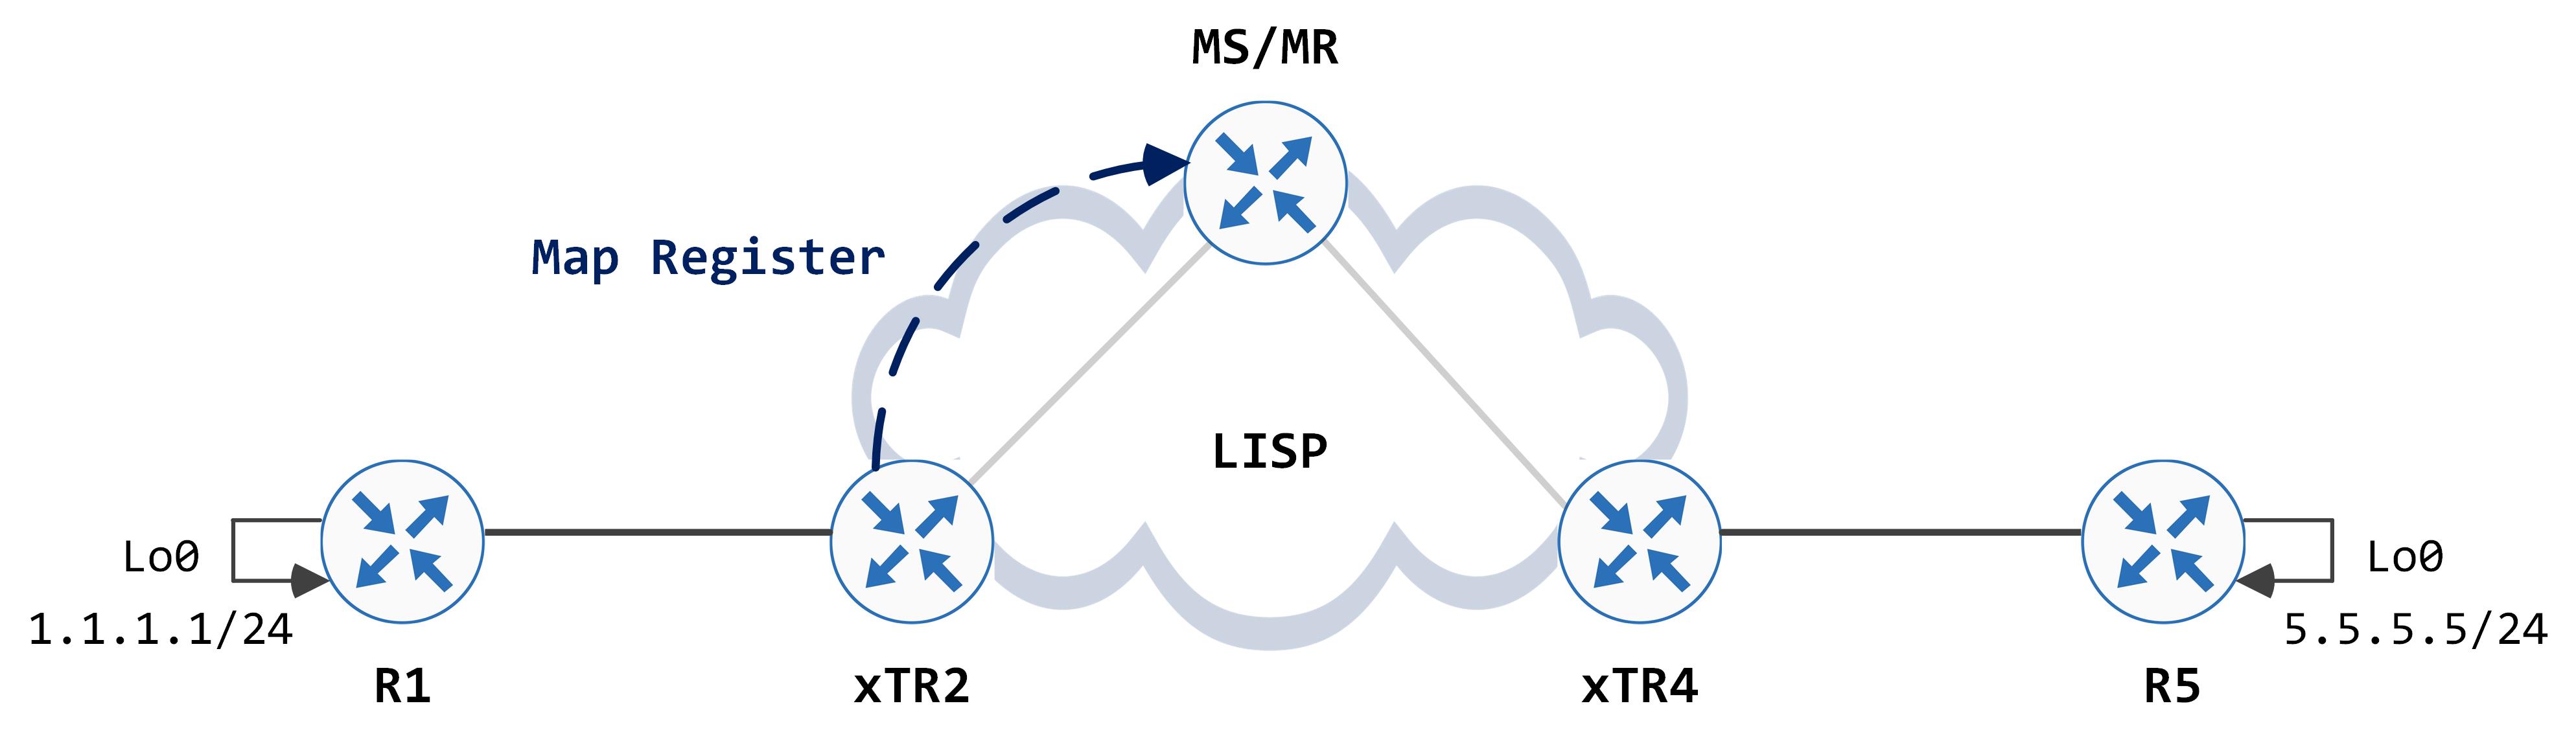 MS/MR
Map Register
LISP
Lo0
1.1.1.1/24
Lo0
5.5.5.5/24
R1
xTR2
xTR4
R5